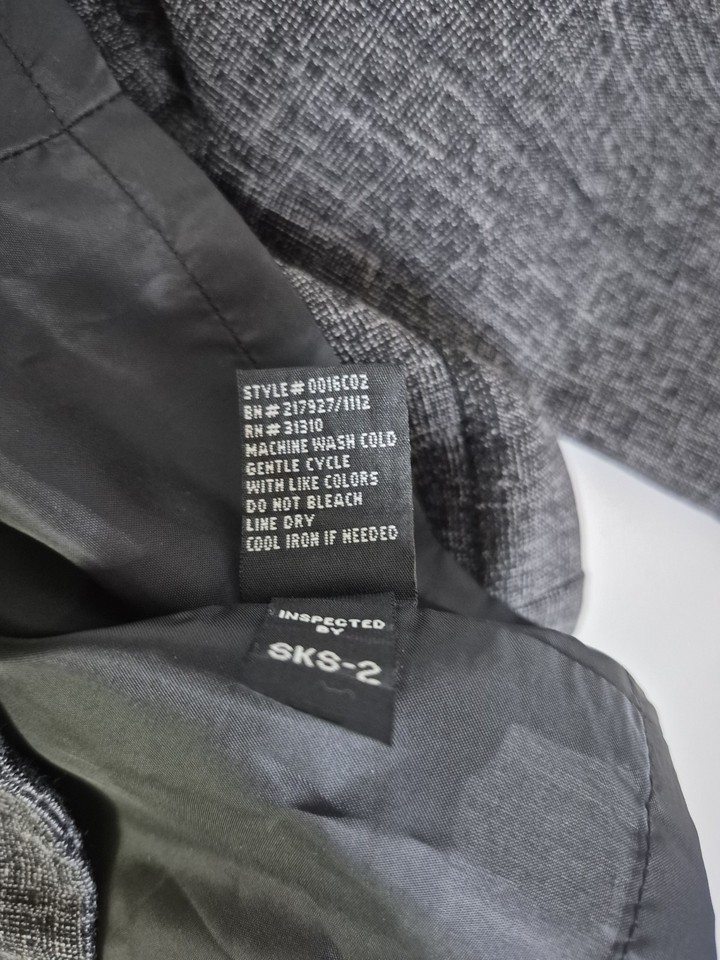 STYLE# 0016C02
BN# 217927/1112
RN# 31310
MACHINE WASH COLD
GENTLE CYCLE
WITH LIKE COLORS
DO NOT BLEACH
LINE DRY
COOL IRON IF NEEDED
INSPECTED
BY
SKS-2